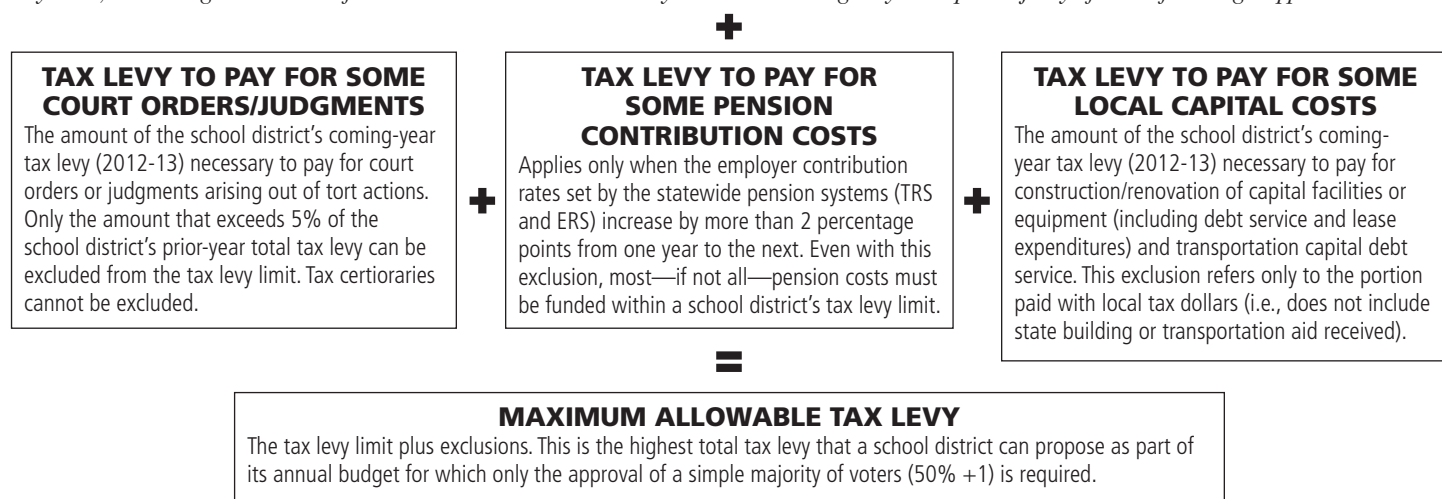 +
TAX LEVY TO PAY FOR SOME
COURT ORDERS/JUDGMENTS
The amount of the school district’s coming-year
tax levy (2012-13) necessary to pay for court
orders or judgments arising out of tort actions.
Only the amount that exceeds 5% of the
school district’s prior-year total tax levy can be
excluded from the tax levy limit. Tax certioraries
cannot be excluded.
+
TAX LEVY TO PAY FOR
SOME PENSION
CONTRIBUTION COSTS
Applies only when the employer contribution
rates set by the statewide pension systems (TRS
and ERS) increase by more than 2 percentage
points from one year to the next. Even with this
exclusion, most—if not all—pension costs must
be funded within a school district’s tax levy limit.
+
TAX LEVY TO PAY FOR SOME
LOCAL CAPITAL COSTS
The amount of the school district’s coming-
year tax levy (2012-13) necessary to pay for
construction/renovation of capital facilities or
equipment (including debt service and lease
expenditures) and transportation capital debt
service. This exclusion refers only to the portion
paid with local tax dollars (i.e., does not include
state building or transportation aid received).
=
MAXIMUM ALLOWABLE TAX LEVY
The tax levy limit plus exclusions. This is the highest total tax levy that a school district can propose as part of
its annual budget for which only the approval of a simple majority of voters (50% +1) is required.